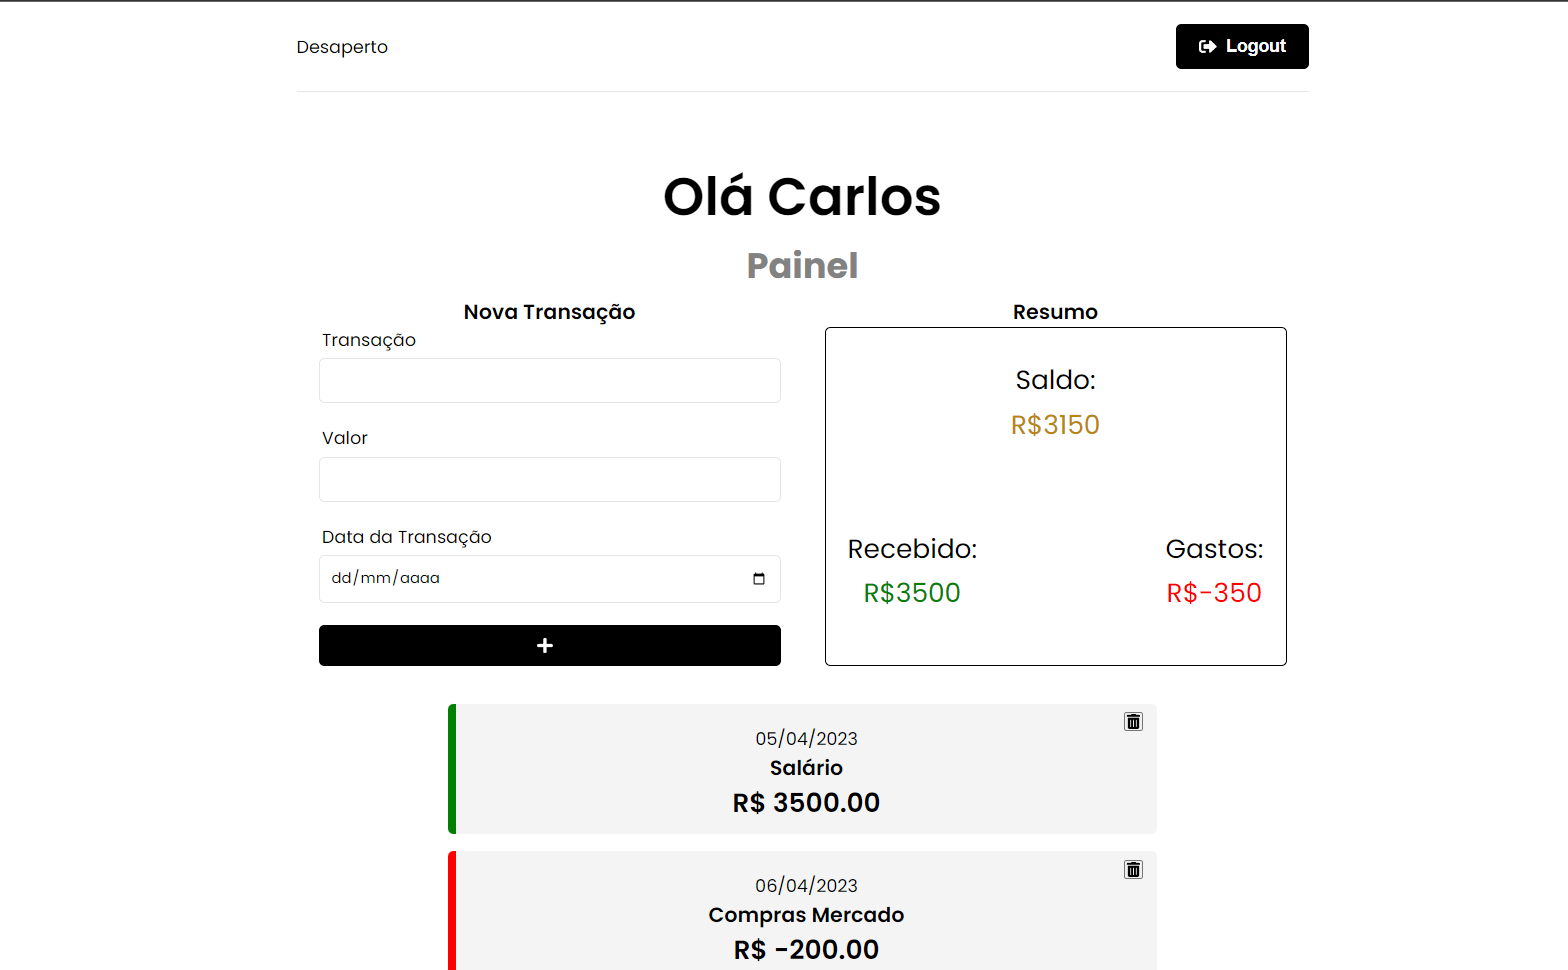 Desaperto
Logout
Olá Carlos
Painel
Nova Transação
Transação
Valor
Data da Transação
dd/mm/aaaa
Resumo
Saldo:
R$3150
Recebido:
R$3500
Gastos:
R$-350
05/04/2023
Salário
R$ 3500.00
06/04/2023
Compras Mercado
R$ -200.00